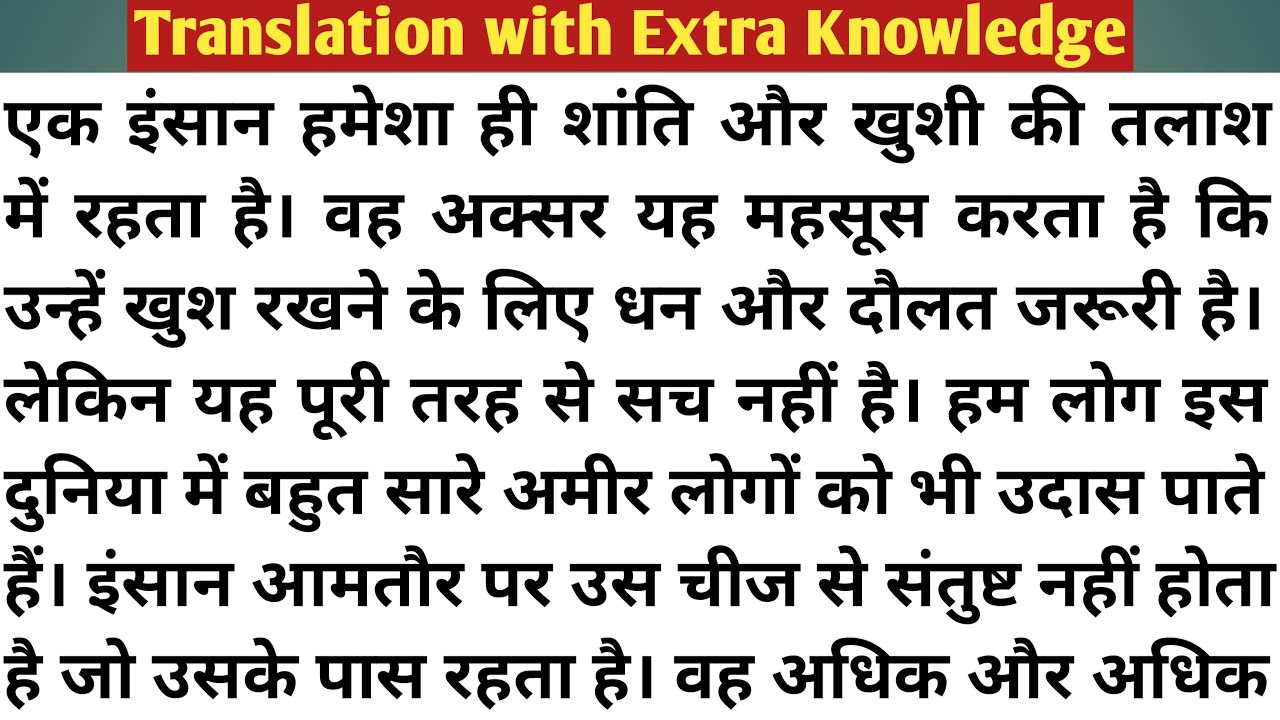 Translation with Extra Knowledge
एक इंसान हमेशा ही शांति और खुशी की तलाश
में रहता है। वह अक्सर यह महसूस करता है कि
उन्हें खुश रखने के लिए धन और दौलत जरूरी है।
लेकिन यह पूरी तरह से सच नहीं है। हम लोग इस
दुनिया में बहुत सारे अमीर लोगों को भी उदास पाते
हैं। इंसान आमतौर पर उस चीज से संतुष्ट नहीं होता
है जो उसके पास रहता है। वह अधिक और अधिक